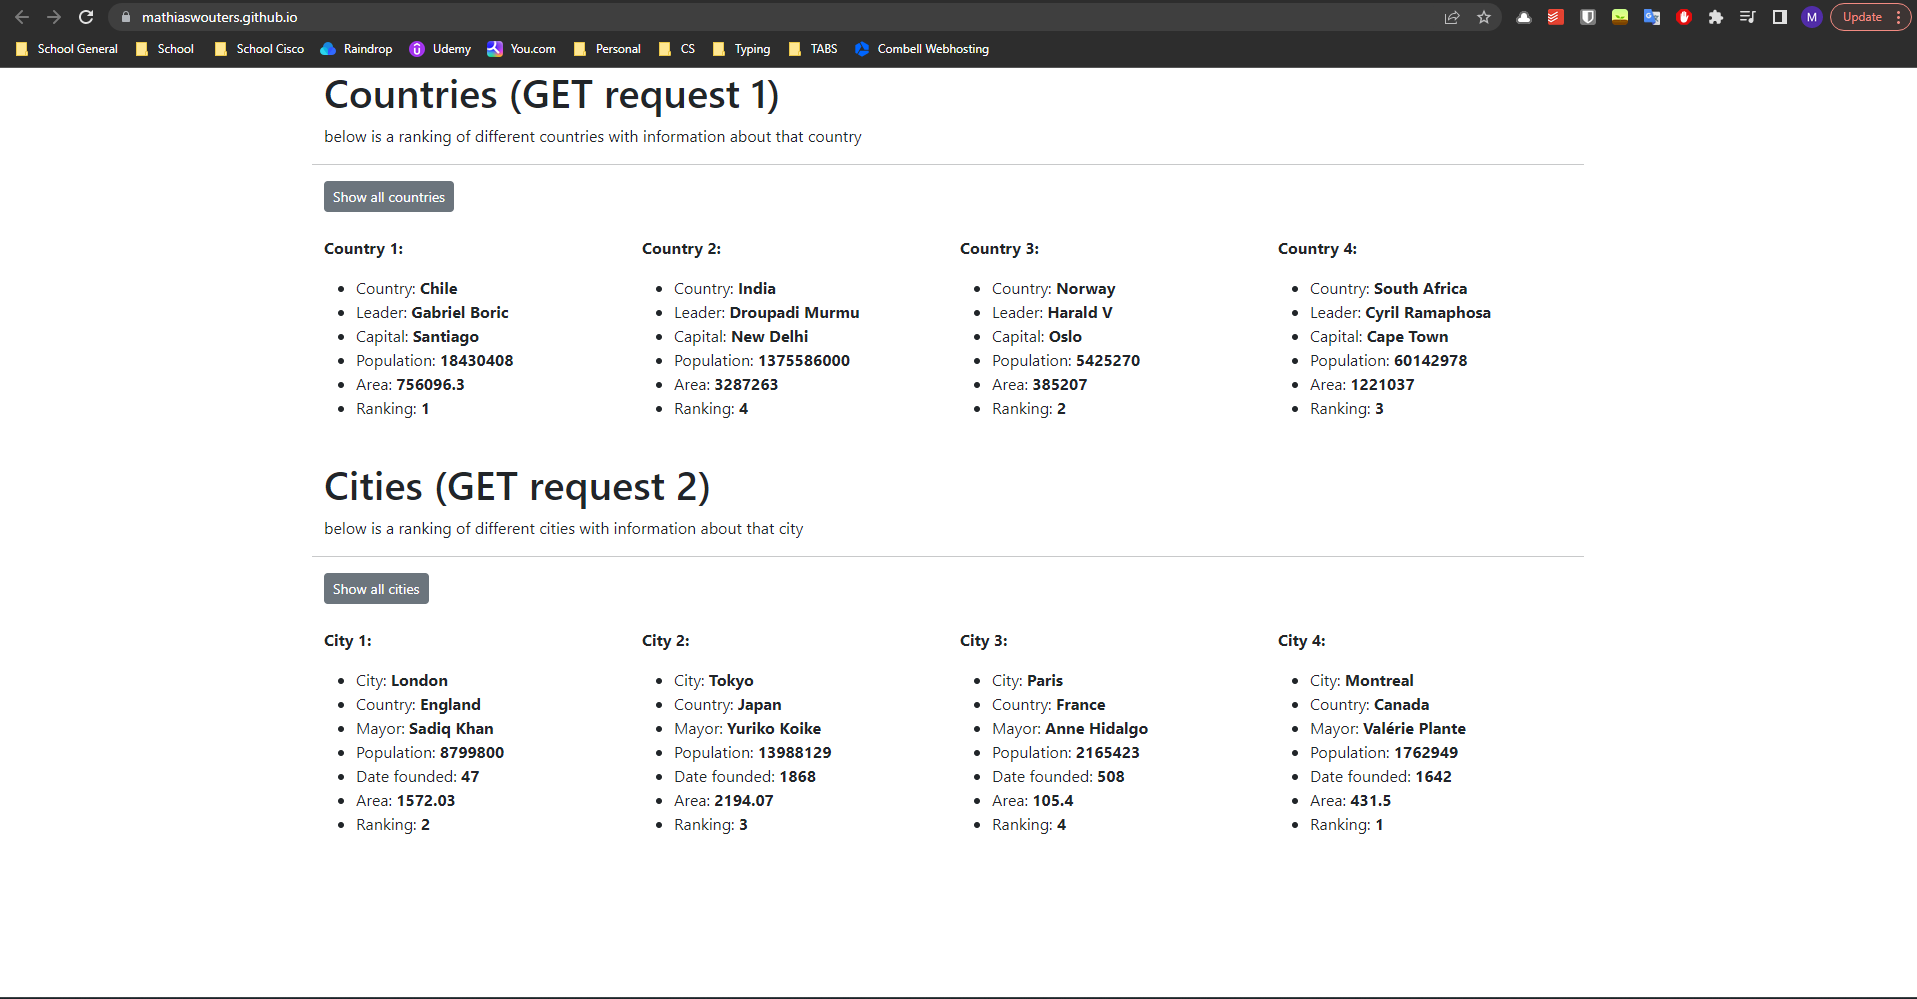 mathiaswouters.github.io
Update
School General School School Cisco Raindrop Udemy You.com Personal CS Typing TABS Combell Webhosting
Countries (GET request 1)
below is a ranking of different countries with information about that country
Show all countries
Country 1:
Country: Chile
Leader: Gabriel Boric
Capital: Santiago
Population: 18430408
Area: 756096.3
Ranking: 1
Country 2:
Country: India
Leader: Droupadi Murmu
Capital: New Delhi
Population: 1375586000
Area: 3287263
Ranking: 4
Country 3:
Country: Norway
Leader: Harald V
Capital: Oslo
Population: 5425270
Area: 385207
Ranking: 2
Country 4:
Country: South Africa
Leader: Cyril Ramaphosa
Capital: Cape Town
Population: 60142978
Area: 1221037
Ranking: 3
Cities (GET request 2)
below is a ranking of different cities with information about that city
Show all cities
City 1:
City: London
Country: England
Mayor: Sadiq Khan
Population: 8799800
Date founded: 47
Area: 1572.03
Ranking: 2
City 2:
City: Tokyo
Country: Japan
Mayor: Yuriko Koike
Population: 13988129
Date founded: 1868
Area: 2194.07
Ranking: 3
City 3:
City: Paris
Country: France
Mayor: Anne Hidalgo
Population: 2165423
Date founded: 508
Area: 105.4
Ranking: 4
City 4:
City: Montreal
Country: Canada
Mayor: Valérie Plante
Population: 1762949
Date founded: 1642
Area: 431.5
Ranking: 1